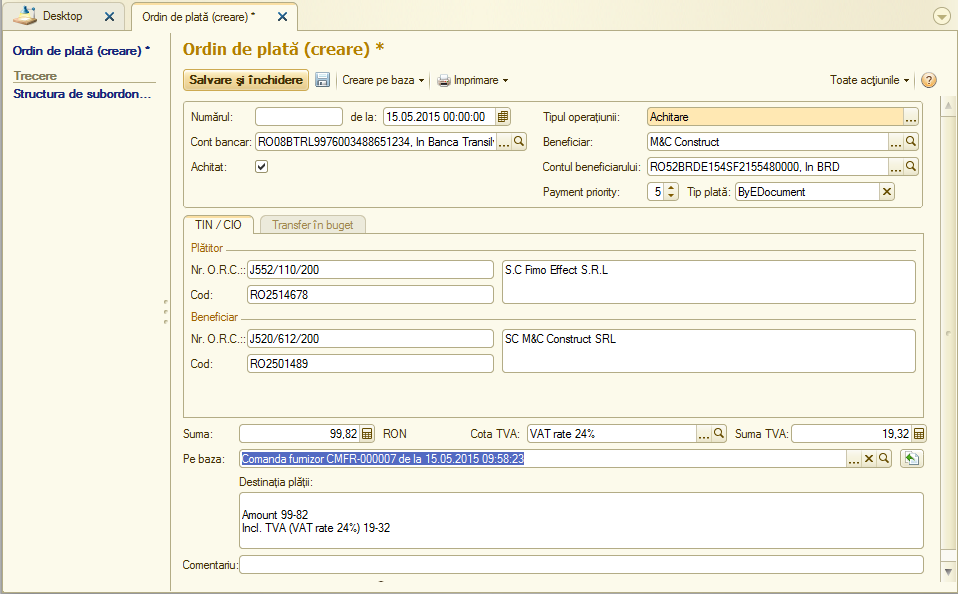 Desktop
Ordin de plată (creare) *
Ordin de plată (creare) *
Trecere
Structura de subordon...
Ordin de plată (creare) *
Salvare și închidere
Creare pe baza
Imprimare
Toate acțiunile
?
Numărul:
de la: 15.05.2015 00:00:00
Tipul operațiunii: Achitare ...
Cont bancar: RO08BTRL9976003488651234, In Banca Transil ...
Beneficiar: M&C Construct ...
Achitat:
Contul beneficiarului: RO52BRDE154SF2155480000, In BRD ...
Payment priority: 5
Tip plată: ByEDocument
TIN / CIO
Transfer în buget
Plătitor
Nr. O.R.C.:: J552/110/200
S.C Fimo Effect S.R.L
Cod: RO2514678
Beneficiar
Nr. O.R.C.:: J520/612/200
SC M&C Construct SRL
Cod: RO2501489
Suma: 99,82 RON
Cota TVA: VAT rate 24% ...
Suma TVA: 19,32
Pe baza: Comanda furnizor CMFR-000007 de la 15.05.2015 09:58:23 ...
Destinația plății:
Amount 99-82
Incl. TVA (VAT rate 24%) 19-32
Comentariu: